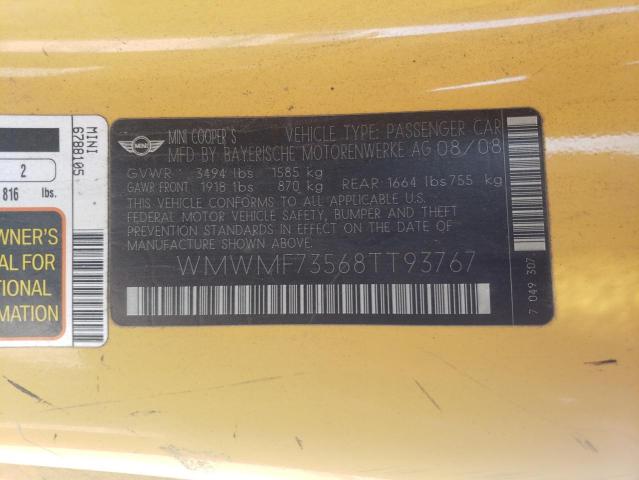 MINI
MINI COOPER S VEHICLE TYPE: PASSENGER CAR
MFD BY BAYERISCHE MOTORENWERKE AG 08/08
GVWR : 3494 lbs 1585 kg
GAWR FRONT 1918 lbs 870 kg REAR 1664 lbs 755 kg
THIS VEHICLE CONFORMS TO ALL APPLICABLE U.S.
FEDERAL MOTOR VEHICLE SAFETY, BUMPER AND THEFT
PREVENTION STANDARDS IN EFFECT ON THE DATE OF
MANUFACTURE SHOWN ABOVE:
WMWMF73568TT93767
7 049 307
MINI
6780105
2
816 lbs.
WNER'S
AL FOR
TIONAL
MATION